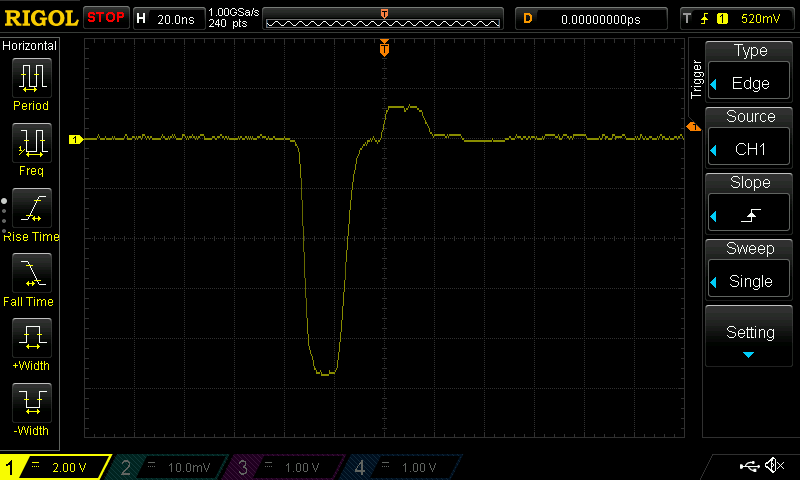 RIGOL STOP H 20.0ns 1.00GSa/s
240 pts
T
D 0.00000000ps
T 1 520mV
Horizontal
Period
Freq
Rise Time
Fall Time
+Width
-Width
T
1
T
Trigger
Type
Edge
Source
CH1
Slope
Sweep
Single
Setting
1 2.00 V
2 10.0mV
3 1.00 V
4 1.00 V